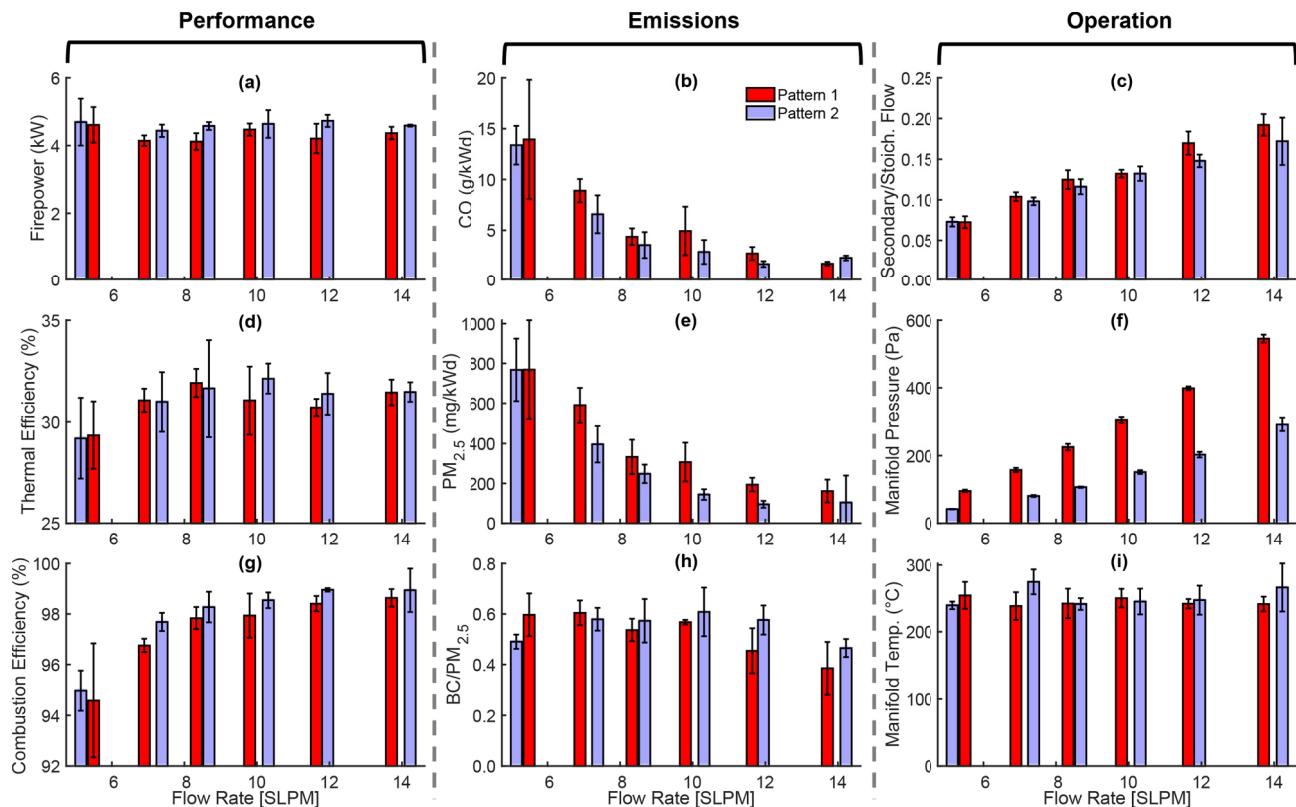 Performance
Emissions
Operation
(a)
Firepower (kW)
6
4
2
0
6 8 10 12 14
(b)
CO (g/kWd)
20
15
10
5
0
6 8 10 12 14
Pattern 1
Pattern 2
(c)
Secondary/Stoich. Flow
0.25
0.20
0.15
0.10
0.05
0.00
6 8 10 12 14
(d)
Thermal Efficiency (%)
35
30
25
6 8 10 12 14
(e)
PM2.5 (mg/kWd)
1000
800
600
400
200
0
6 8 10 12 14
(f)
Manifold Pressure (Pa)
600
400
200
0
6 8 10 12 14
(g)
Combustion Efficiency (%)
100
98
96
94
92
6 8 10 12 14
Flow Rate [SLPM]
(h)
BC/PM2.5
0.8
0.6
0.4
0.2
0.0
6 8 10 12 14
Flow Rate [SLPM]
(i)
Manifold Temp. (°C)
300
200
100
0
6 8 10 12 14
Flow Rate [SLPM]